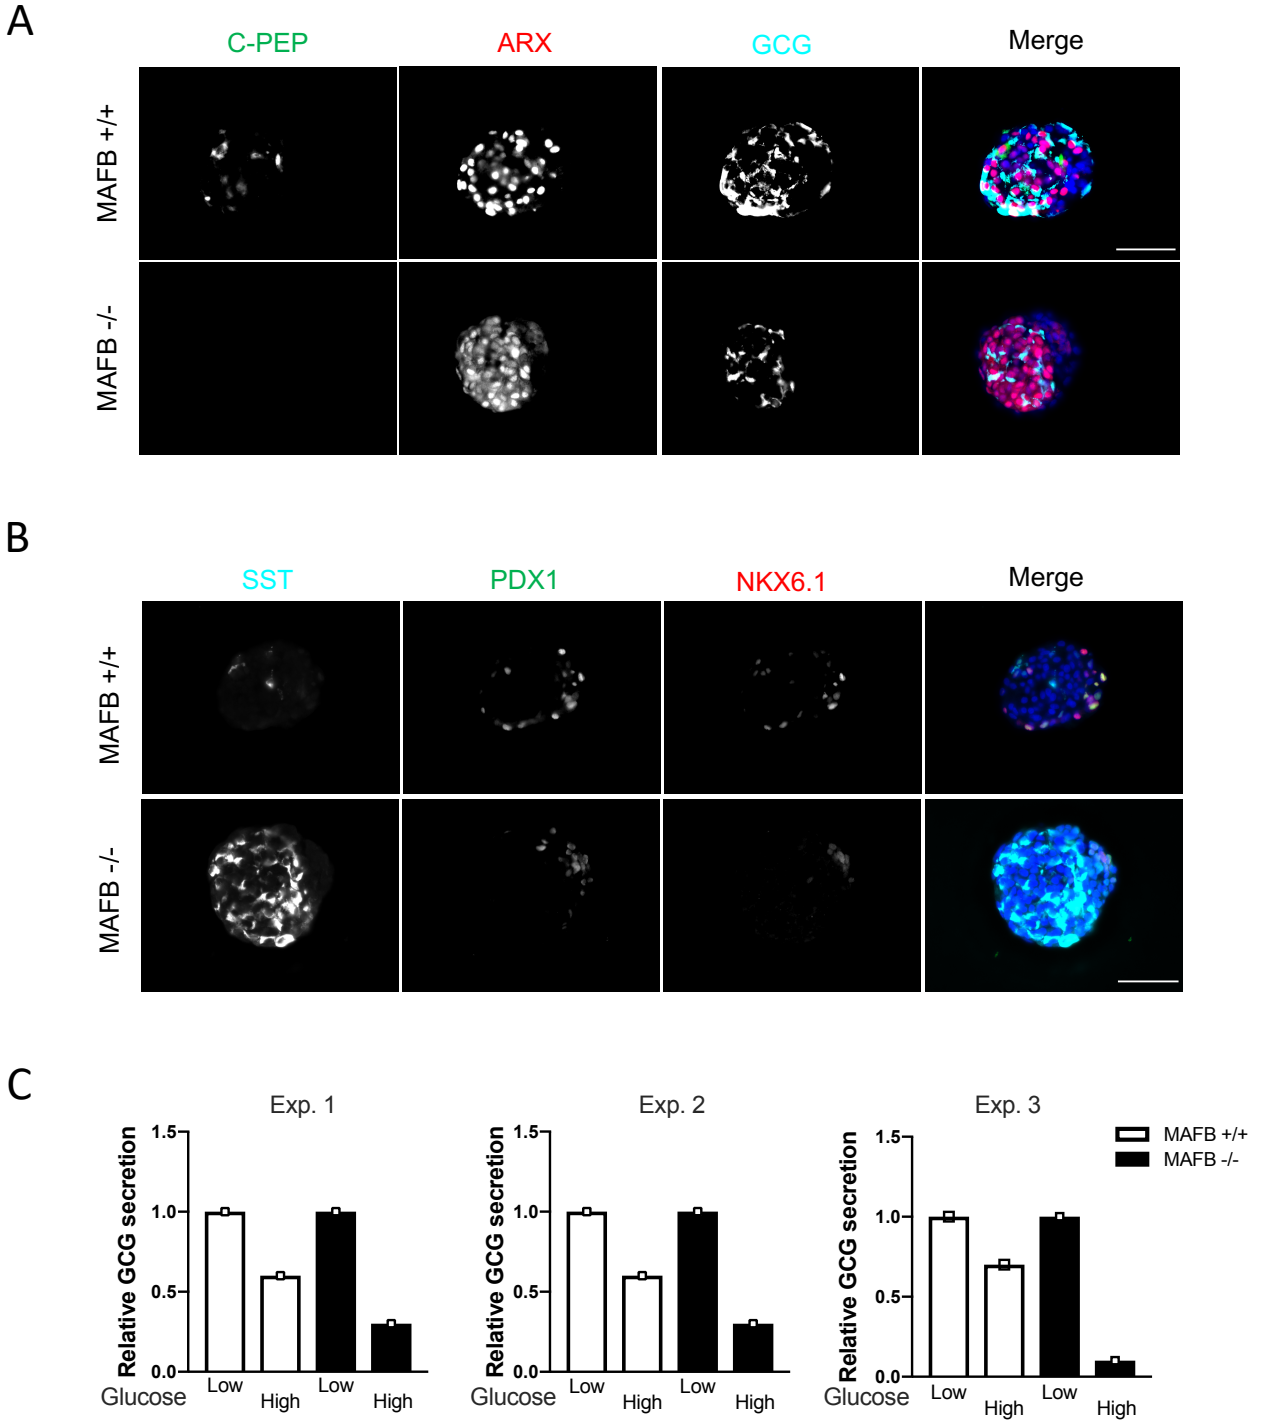 A
C-PEP ARX GCG Merge
MAFB +/+
MAFB -/-
B
SST PDX1 NKX6.1 Merge
MAFB +/+
MAFB -/-
C
Exp. 1
Relative GCG secretion
1.5
1.0
0.5
0.0
Glucose Low High Low High
Exp. 2
Relative GCG secretion
1.5
1.0
0.5
0.0
Glucose Low High Low High
Exp. 3
Relative GCG secretion
1.5
1.0
0.5
0.0
Glucose Low High Low High
MAFB +/+
MAFB -/-